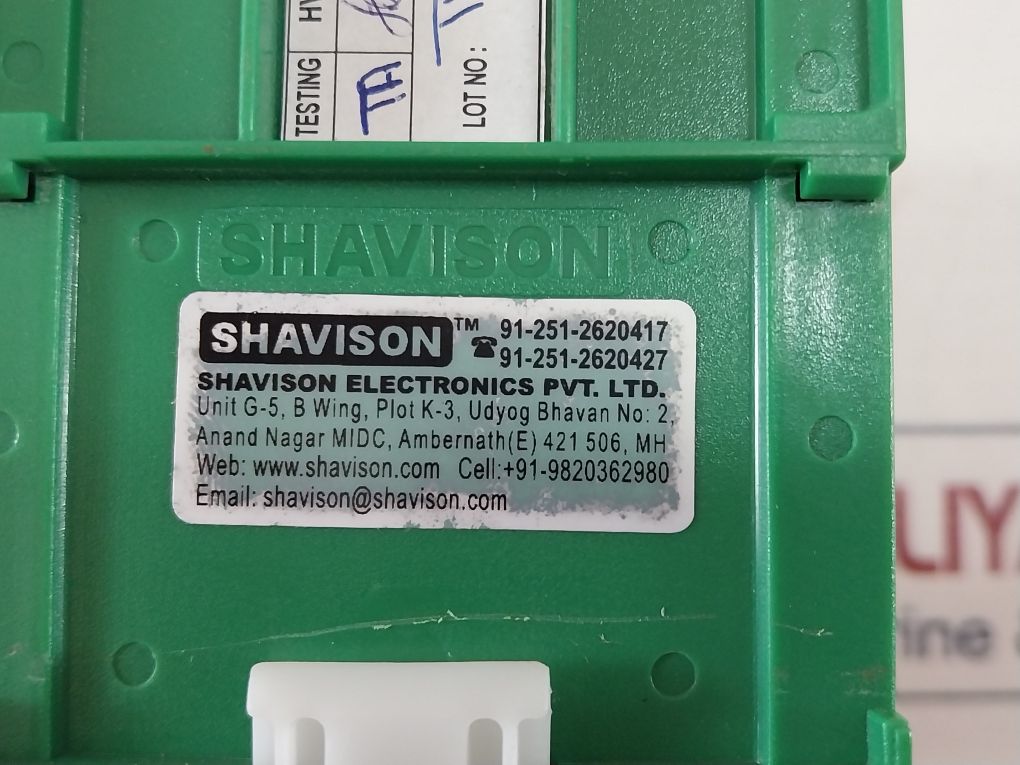 TESTING HV
TH
LOT NO :
SHAVISON
SHAVISON™ 91-251-2620417
91-251-2620427
SHAVISON ELECTRONICS PVT. LTD.
Unit G-5, B Wing, Plot K-3, Udyog Bhavan No: 2,
Anand Nagar MIDC, Ambernath(E) 421 506, MH
Web: www.shavison.com Cell:+91-9820362980
Email: shavison@shavison.com